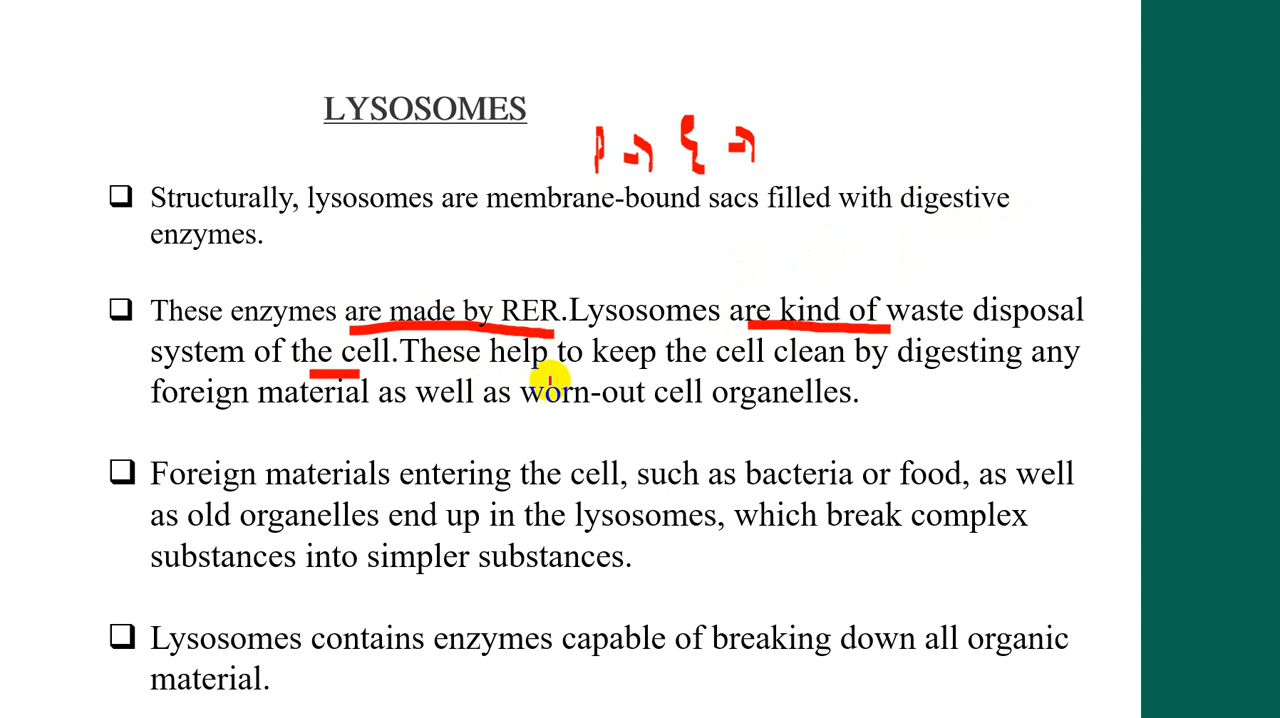 LYSOSOMES
Structurally, lysosomes are membrane-bound sacs filled with digestive
enzymes.
These enzymes are made by RER.Lysosomes are kind of waste disposal
system of the cell.These help to keep the cell clean by digesting any
foreign material as well as worn-out cell organelles.
Foreign materials entering the cell, such as bacteria or food, as well
as old organelles end up in the lysosomes, which break complex
substances into simpler substances.
Lysosomes contains enzymes capable of breaking down all organic
material.